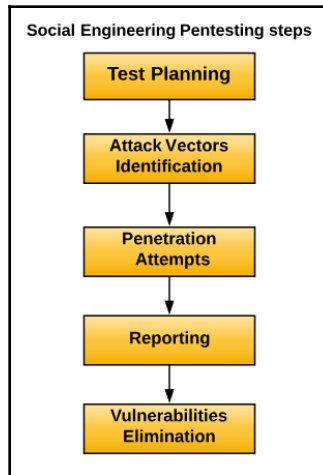 Social Engineering Pentesting steps
Test Planning
Attack Vectors
Identification
Penetration
Attempts
Reporting
Vulnerabilities
Elimination